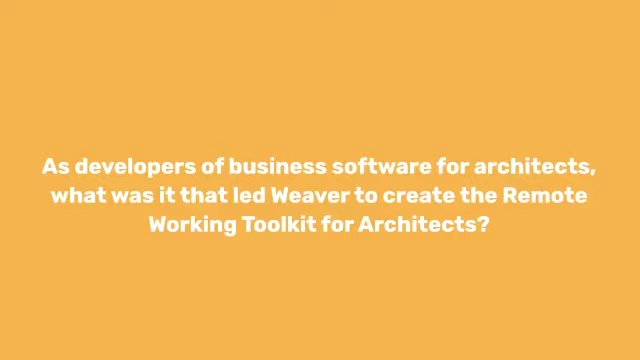 As developers of business software for architects,
what was it that led Weaver to create the Remote
Working Toolkit for Architects?